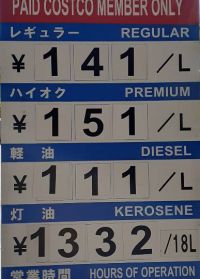 PAID COSTCO MEMBER ONLY
レギュラー REGULAR
¥141/L
ハイオク PREMIUM
¥151/L
軽油 DIESEL
¥111/L
灯油 KEROSENE
¥1332/18L
営業時間 HOURS OF OPERATION